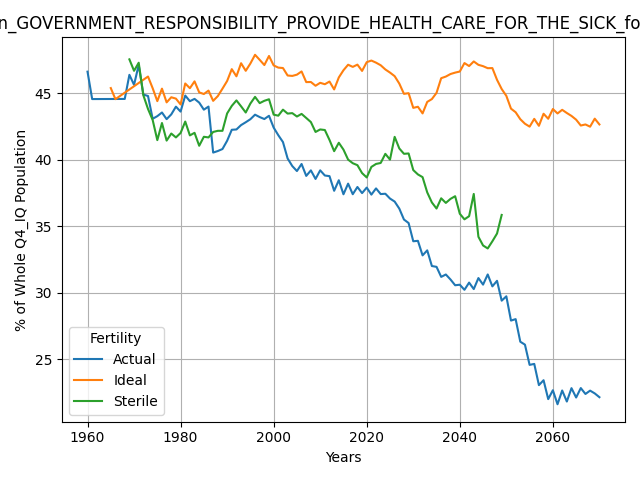 n_GOVERNMENT_RESPONSIBILITY_PROVIDE_HEALTH_CARE_FOR_THE_SICK_fo
% of Whole Q4_IQ Population
45
40
35
30
25
Fertility
Actual
Ideal
Sterile
1960
1980
2000
2020
2040
2060
Years